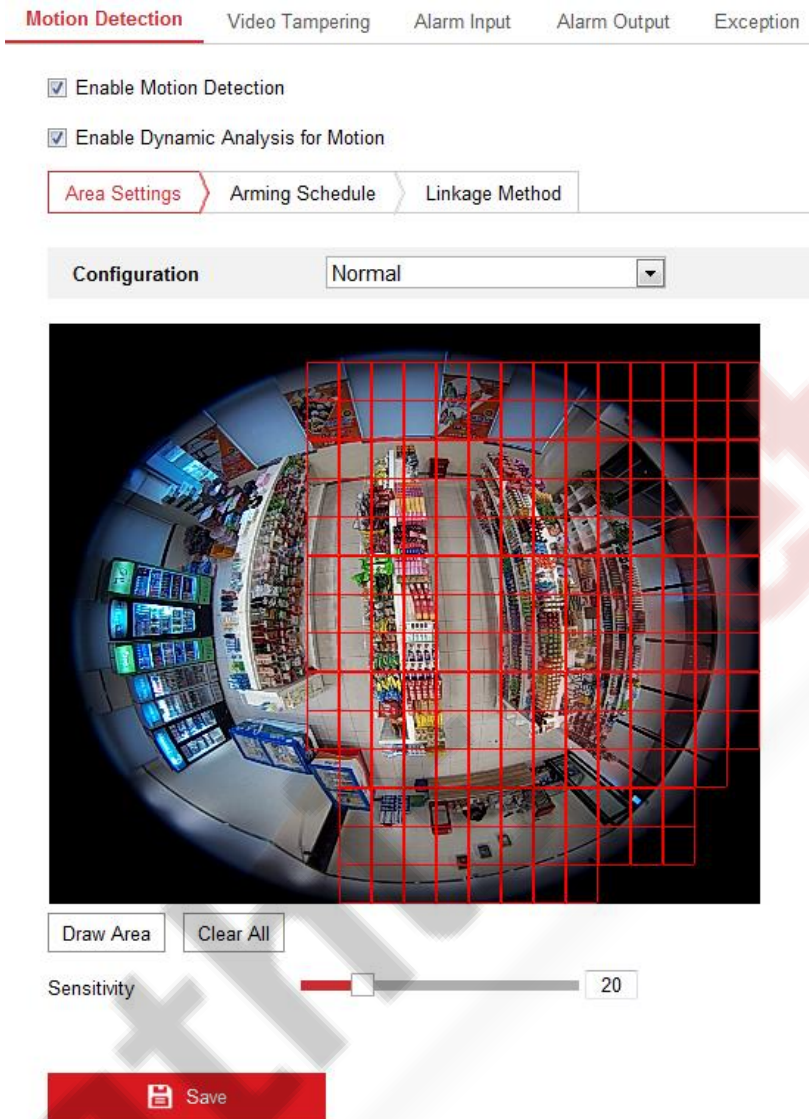 Motion Detection Video Tampering Alarm Input Alarm Output Exception
Enable Motion Detection
Enable Dynamic Analysis for Motion
Area Settings Arming Schedule Linkage Method
Configuration Normal
Draw Area Clear All
Sensitivity 20
Save